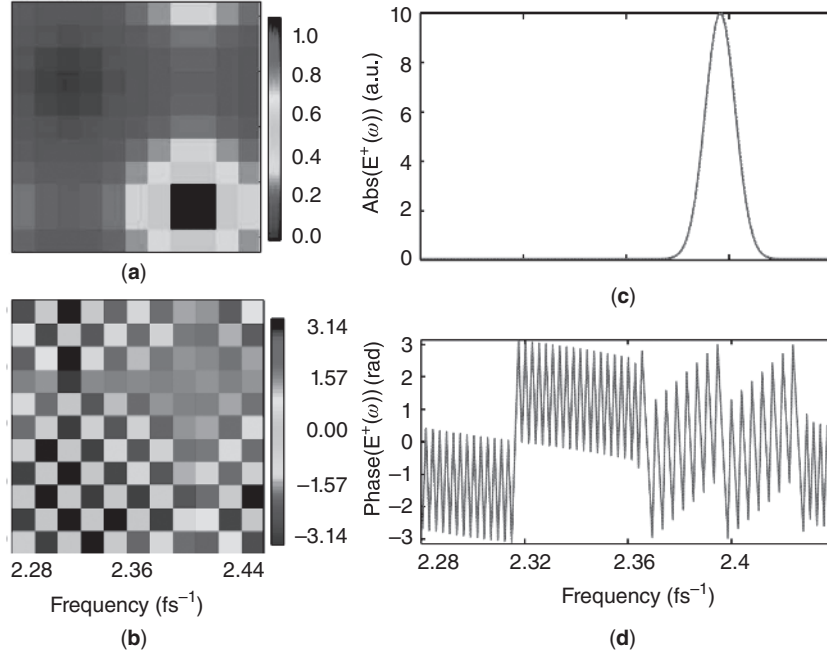 1.0
0.8
0.6
0.4
0.2
0.0
(a)
10
8
6
4
2
0
Abs(E⁺(ω)) (a.u.)
(c)
3.14
1.57
0.00
−1.57
−3.14
2.28 2.36 2.44
Frequency (fs⁻¹)
(b)
3
2
1
0
−1
−2
−3
Phase(E⁺(ω)) (rad)
2.28 2.32 2.36 2.4
Frequency (fs⁻¹)
(d)